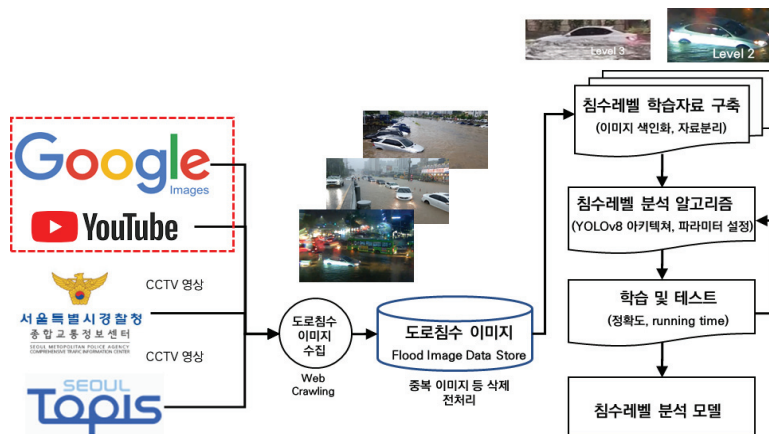 Google
Images
YouTube
CCTV 영상
서울특별시경찰청
종합교통정보센터
SEOUL METROPOLITAN POLICE AGENCY
COMPREHENSIVE TRAFFIC INFORMATION CENTER
CCTV 영상
SEOUL
Topis
도로침수
이미지
수집
Web
Crawling
도로침수 이미지
Flood Image Data Store
중복 이미지 등 삭제
전처리
Level 3
Level 2
침수레벨 학습자료 구축
(이미지 색인화, 자료분리)
침수레벨 분석 알고리즘
(YOLOv8 아키텍쳐, 파라미터 설정)
학습 및 테스트
(정확도, running time)
침수레벨 분석 모델